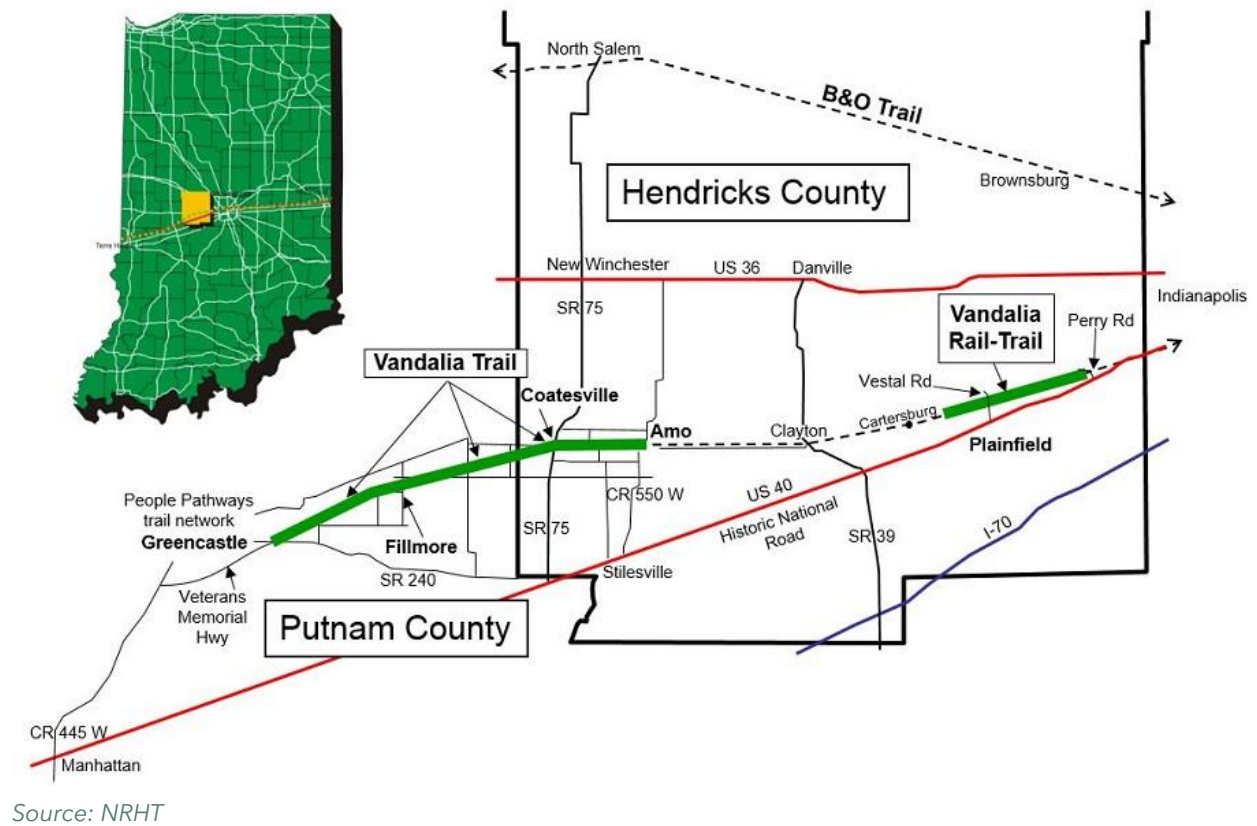 North Salem
B&O Trail
Brownsburg
Hendricks County
New Winchester
US 36
Danville
Indianapolis
SR 75
Vandalia
Rail-Trail
Perry Rd
Vandalia Trail
Vestal Rd
Coatesville
Cartersburg
Amo
Clayton
Plainfield
People Pathways
trail network
Greencastle
Fillmore
CR 550 W
US 40
Historic National
Road
I-70
SR 75
SR 39
SR 240
Stilesville
Veterans
Memorial
Hwy
Putnam County
CR 445 W
Manhattan
Source: NRHT